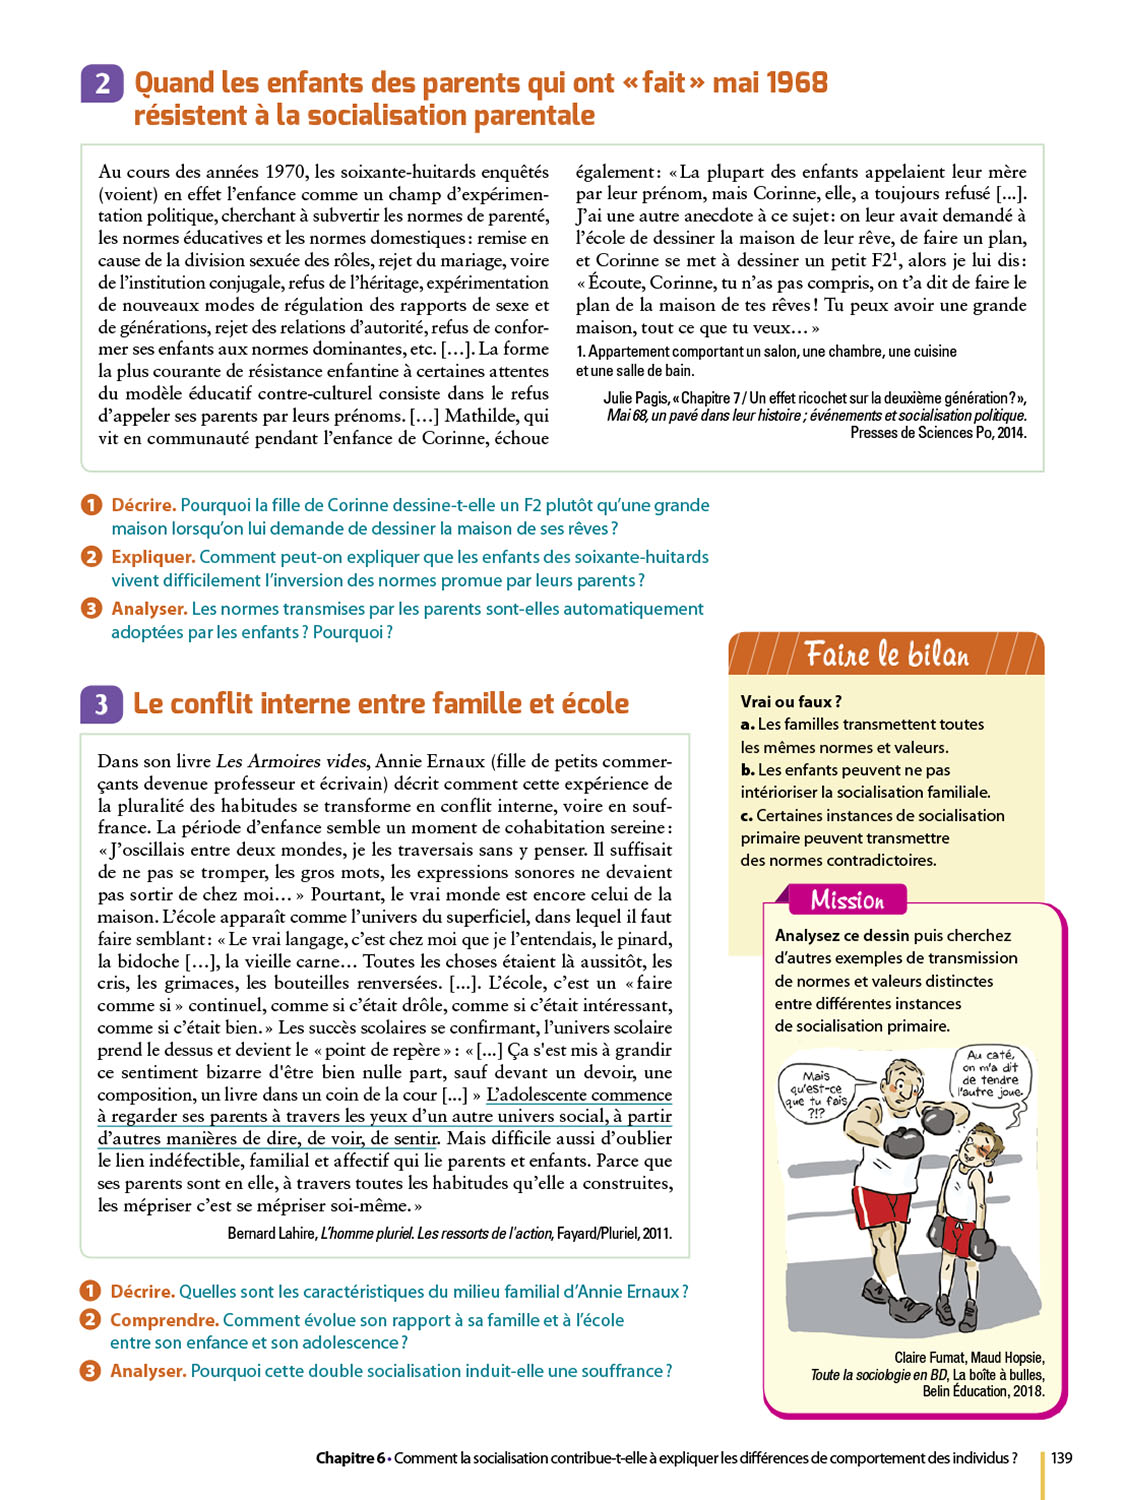 2 Quand les enfants des parents qui ont « fait » mai 1968
résistent à la socialisation parentale
Au cours des années 1970, les soixante-huitards enquêtés
(voient) en effet l’enfance comme un champ d’expérimen-
tation politique, cherchant à subvertir les normes de parenté,
les normes éducatives et les normes domestiques : remise en
cause de la division sexuée des rôles, rejet du mariage, voire
de l’institution conjugale, refus de l’héritage, expérimentation
de nouveaux modes de régulation des rapports de sexe et
de générations, rejet des relations d’autorité, refus de confor-
mer ses enfants aux normes dominantes, etc. […]. La forme
la plus courante de résistance enfantine à certaines attentes
du modèle éducatif contre-culturel consiste dans le refus
d’appeler ses parents par leurs prénoms. […] Mathilde, qui
vit en communauté pendant l’enfance de Corinne, échoue
également : « La plupart des enfants appelaient leur mère
par leur prénom, mais Corinne, elle, a toujours refusé [...].
J’ai une autre anecdote à ce sujet : on leur avait demandé à
l’école de dessiner la maison de leur rêve, de faire un plan,
et Corinne se met à dessiner un petit F2¹, alors je lui dis :
« Écoute, Corinne, tu n’as pas compris, on t’a dit de faire le
plan de la maison de tes rêves ! Tu peux avoir une grande
maison, tout ce que tu veux… »
1. Appartement comportant un salon, une chambre, une cuisine
et une salle de bain.
Julie Pagis, « Chapitre 7 / Un effet ricochet sur la deuxième génération ? »,
Mai 68, un pavé dans leur histoire ; événements et socialisation politique.
Presses de Sciences Po, 2014.
1 Décrire. Pourquoi la fille de Corinne dessine-t-elle un F2 plutôt qu’une grande
maison lorsqu’on lui demande de dessiner la maison de ses rêves ?
2 Expliquer. Comment peut-on expliquer que les enfants des soixante-huitards
vivent difficilement l’inversion des normes promue par leurs parents ?
3 Analyser. Les normes transmises par les parents sont-elles automatiquement
adoptées par les enfants ? Pourquoi ?
3 Le conflit interne entre famille et école
Dans son livre Les Armoires vides, Annie Ernaux (fille de petits commer-
çants devenue professeur et écrivain) décrit comment cette expérience de
la pluralité des habitudes se transforme en conflit interne, voire en souf-
france. La période d’enfance semble un moment de cohabitation sereine :
« J’oscillais entre deux mondes, je les traversais sans y penser. Il suffisait
de ne pas se tromper, les gros mots, les expressions sonores ne devaient
pas sortir de chez moi… » Pourtant, le vrai monde est encore celui de la
maison. L’école apparaît comme l’univers du superficiel, dans lequel il faut
faire semblant : « Le vrai langage, c’est chez moi que je l’entendais, le pinard,
la bidoche […], la vieille carne… Toutes les choses étaient là aussitôt, les
cris, les grimaces, les bouteilles renversées. [...]. L’école, c’est un « faire
comme si » continuel, comme si c’était drôle, comme si c’était intéressant,
comme si c’était bien. » Les succès scolaires se confirmant, l’univers scolaire
prend le dessus et devient le « point de repère » : « [...] Ça s'est mis à grandir
ce sentiment bizarre d'être bien nulle part, sauf devant un devoir, une
composition, un livre dans un coin de la cour [...] » L’adolescente commence
à regarder ses parents à travers les yeux d’un autre univers social, à partir
d’autres manières de dire, de voir, de sentir. Mais difficile aussi d’oublier
le lien indéfectible, familial et affectif qui lie parents et enfants. Parce que
ses parents sont en elle, à travers toutes les habitudes qu’elle a construites,
les mépriser c’est se mépriser soi-même. »
Bernard Lahire, L’homme pluriel. Les ressorts de l'action, Fayard/Pluriel, 2011.
1 Décrire. Quelles sont les caractéristiques du milieu familial d’Annie Ernaux ?
2 Comprendre. Comment évolue son rapport à sa famille et à l’école
entre son enfance et son adolescence ?
3 Analyser. Pourquoi cette double socialisation induit-elle une souffrance ?
Faire le bilan
Vrai ou faux ?
a. Les familles transmettent toutes
les mêmes normes et valeurs.
b. Les enfants peuvent ne pas
intérioriser la socialisation familiale.
c. Certaines instances de socialisation
primaire peuvent transmettre
des normes contradictoires.
Mission
Analysez ce dessin puis cherchez
d’autres exemples de transmission
de normes et valeurs distinctes
entre différentes instances
de socialisation primaire.
Mais
qu'est-ce
que tu fais
?!?
Au caté,
on m'a dit
de tendre
l'autre joue.
Claire Fumat, Maud Hopsie,
Toute la sociologie en BD, La boîte à bulles,
Belin Éducation, 2018.
Chapitre 6 • Comment la socialisation contribue-t-elle à expliquer les différences de comportement des individus ? 139